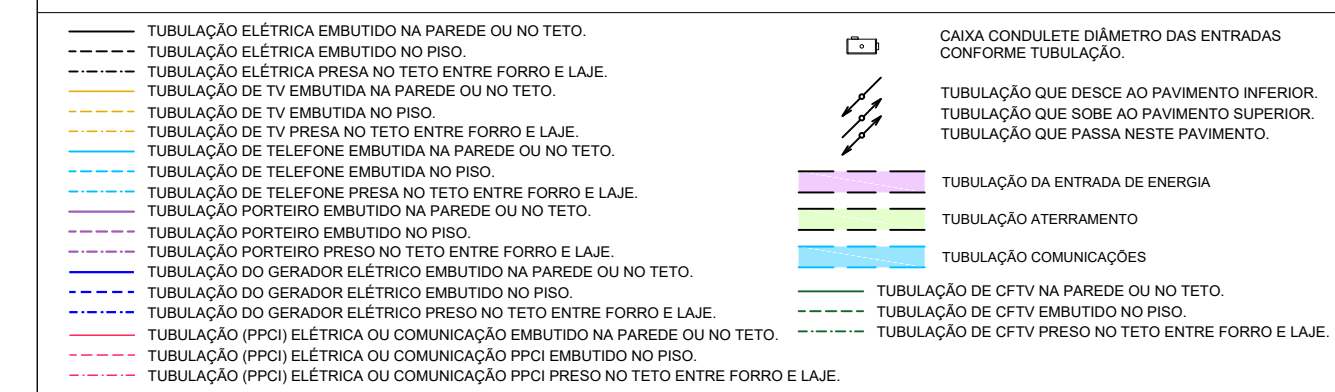 TUBULAÇÃO ELÉTRICA EMBUTIDO NA PAREDE OU NO TETO.
TUBULAÇÃO ELÉTRICA EMBUTIDO NO PISO.
TUBULAÇÃO ELÉTRICA PRESA NO TETO ENTRE FORRO E LAJE.
TUBULAÇÃO DE TV EMBUTIDA NA PAREDE OU NO TETO.
TUBULAÇÃO DE TV EMBUTIDA NO PISO.
TUBULAÇÃO DE TV PRESA NO TETO ENTRE FORRO E LAJE.
TUBULAÇÃO DE TELEFONE EMBUTIDA NA PAREDE OU NO TETO.
TUBULAÇÃO DE TELEFONE EMBUTIDA NO PISO.
TUBULAÇÃO DE TELEFONE PRESA NO TETO ENTRE FORRO E LAJE.
TUBULAÇÃO PORTEIRO EMBUTIDO NA PAREDE OU NO TETO.
TUBULAÇÃO PORTEIRO EMBUTIDO NO PISO.
TUBULAÇÃO PORTEIRO PRESO NO TETO ENTRE FORRO E LAJE.
TUBULAÇÃO DO GERADOR ELÉTRICO EMBUTIDO NA PAREDE OU NO TETO.
TUBULAÇÃO DO GERADOR ELÉTRICO EMBUTIDO NO PISO.
TUBULAÇÃO DO GERADOR ELÉTRICO PRESO NO TETO ENTRE FORRO E LAJE.
TUBULAÇÃO (PPCI) ELÉTRICA OU COMUNICAÇÃO EMBUTIDO NA PAREDE OU NO TETO.
TUBULAÇÃO (PPCI) ELÉTRICA OU COMUNICAÇÃO PPCI EMBUTIDO NO PISO.
TUBULAÇÃO (PPCI) ELÉTRICA OU COMUNICAÇÃO PPCI PRESO NO TETO ENTRE FORRO E LAJE.
CAIXA CONDULETE DIÂMETRO DAS ENTRADAS
CONFORME TUBULAÇÃO.
TUBULAÇÃO QUE DESCE AO PAVIMENTO INFERIOR.
TUBULAÇÃO QUE SOBE AO PAVIMENTO SUPERIOR.
TUBULAÇÃO QUE PASSA NESTE PAVIMENTO.
TUBULAÇÃO DA ENTRADA DE ENERGIA
TUBULAÇÃO ATERRAMENTO
TUBULAÇÃO COMUNICAÇÕES
TUBULAÇÃO DE CFTV NA PAREDE OU NO TETO.
TUBULAÇÃO DE CFTV EMBUTIDO NO PISO.
TUBULAÇÃO DE CFTV PRESO NO TETO ENTRE FORRO E LAJE.